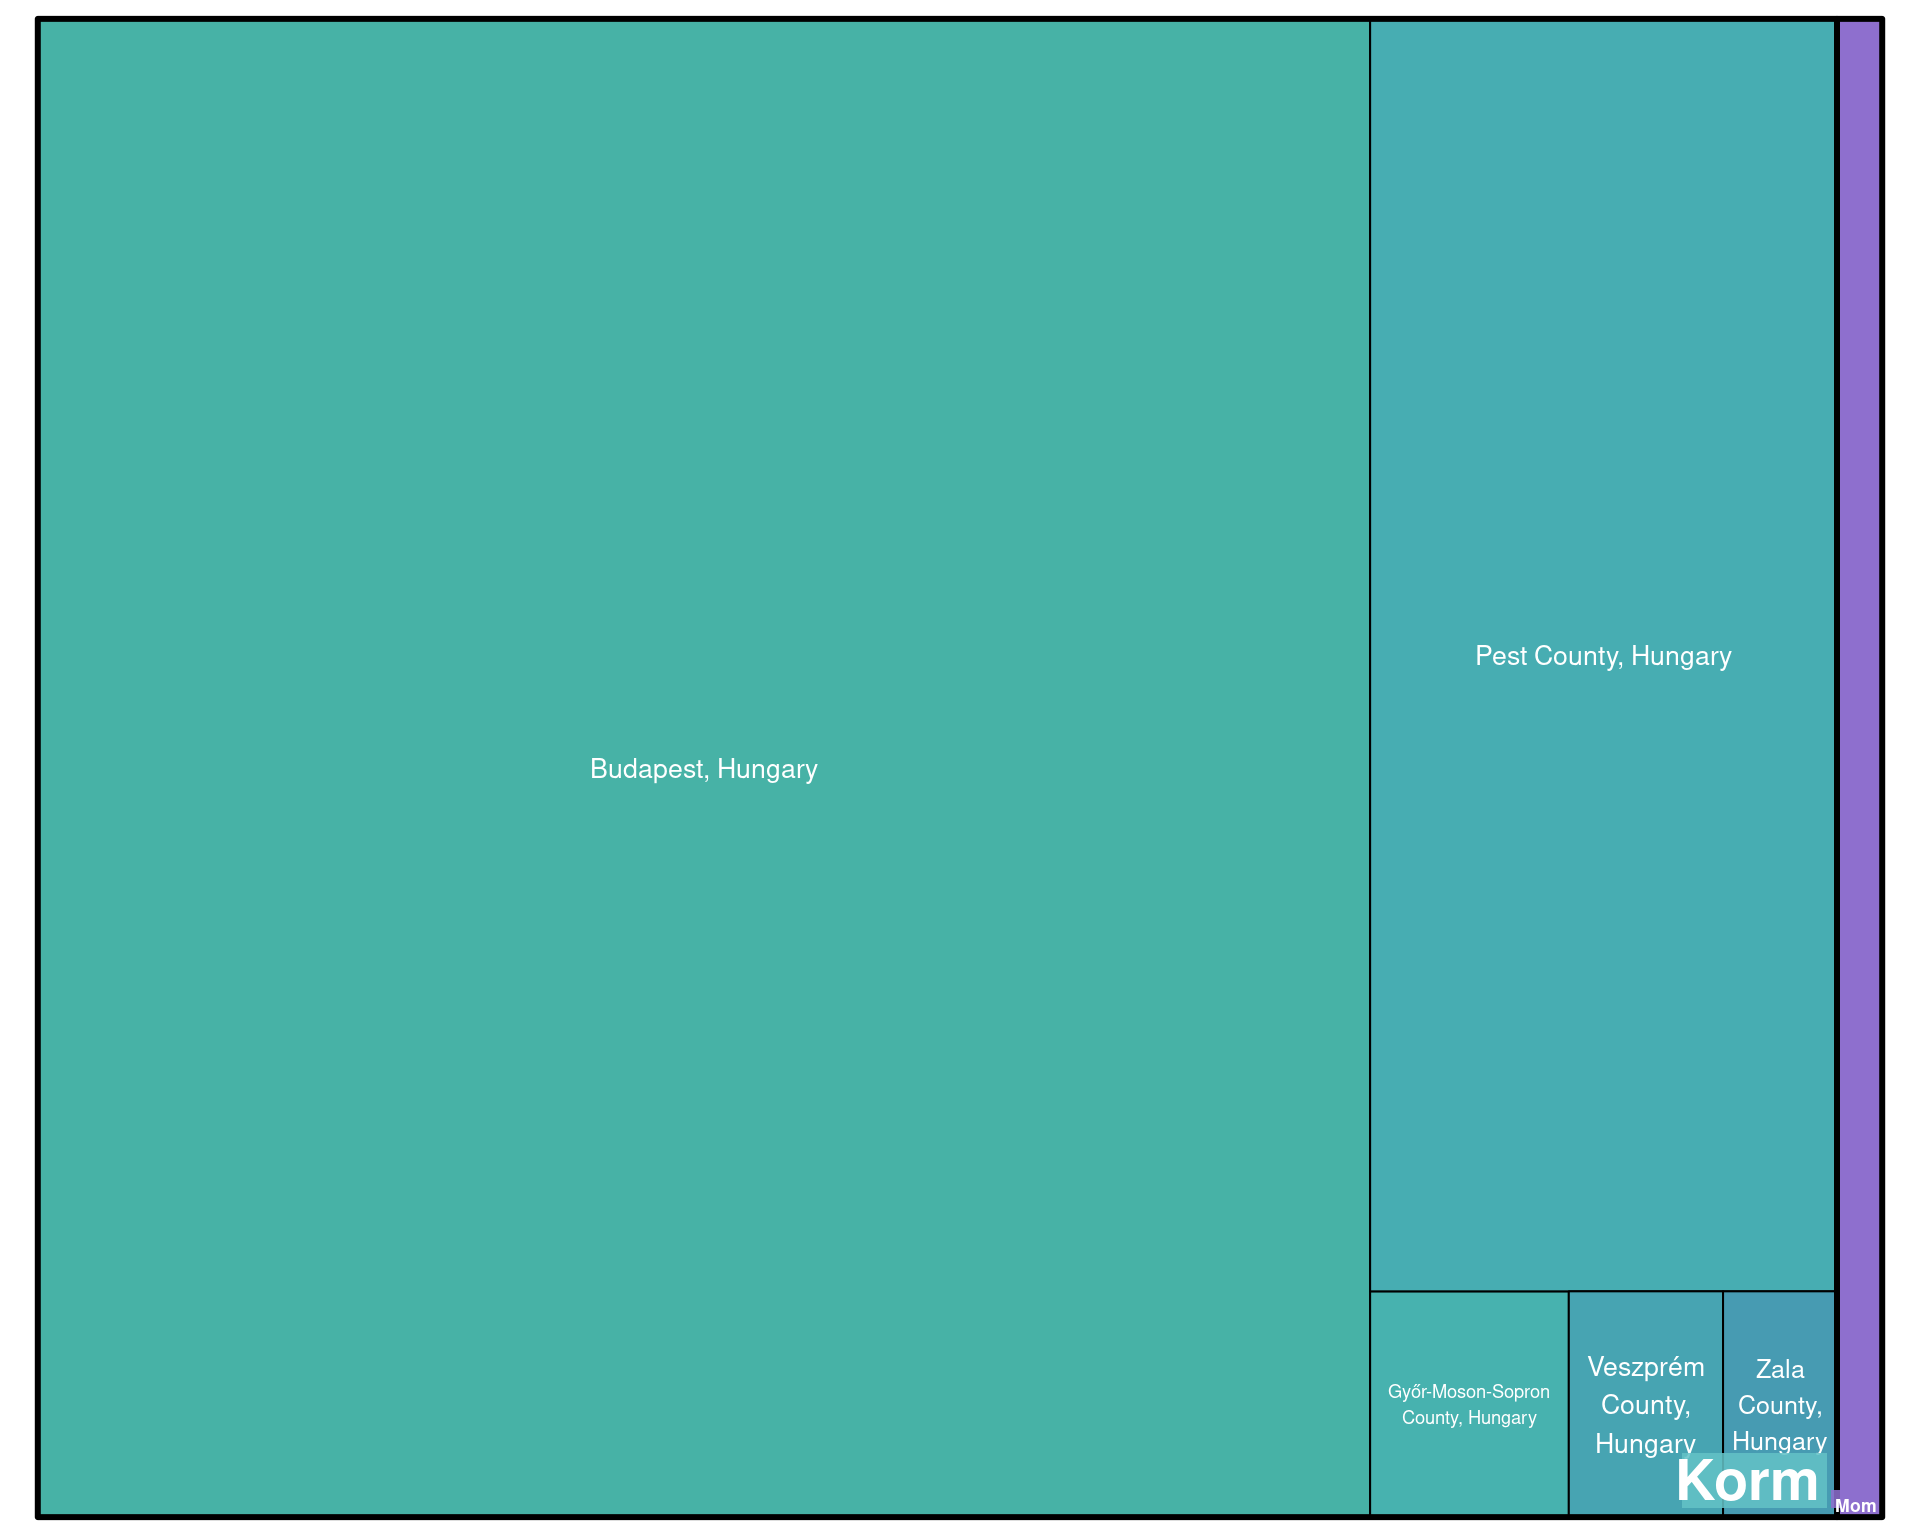 Budapest, Hungary
Pest County, Hungary
Győr-Moson-Sopron
County, Hungary
Veszprém
County,
Hungary
Zala
County,
Hungary
Korm
Mom